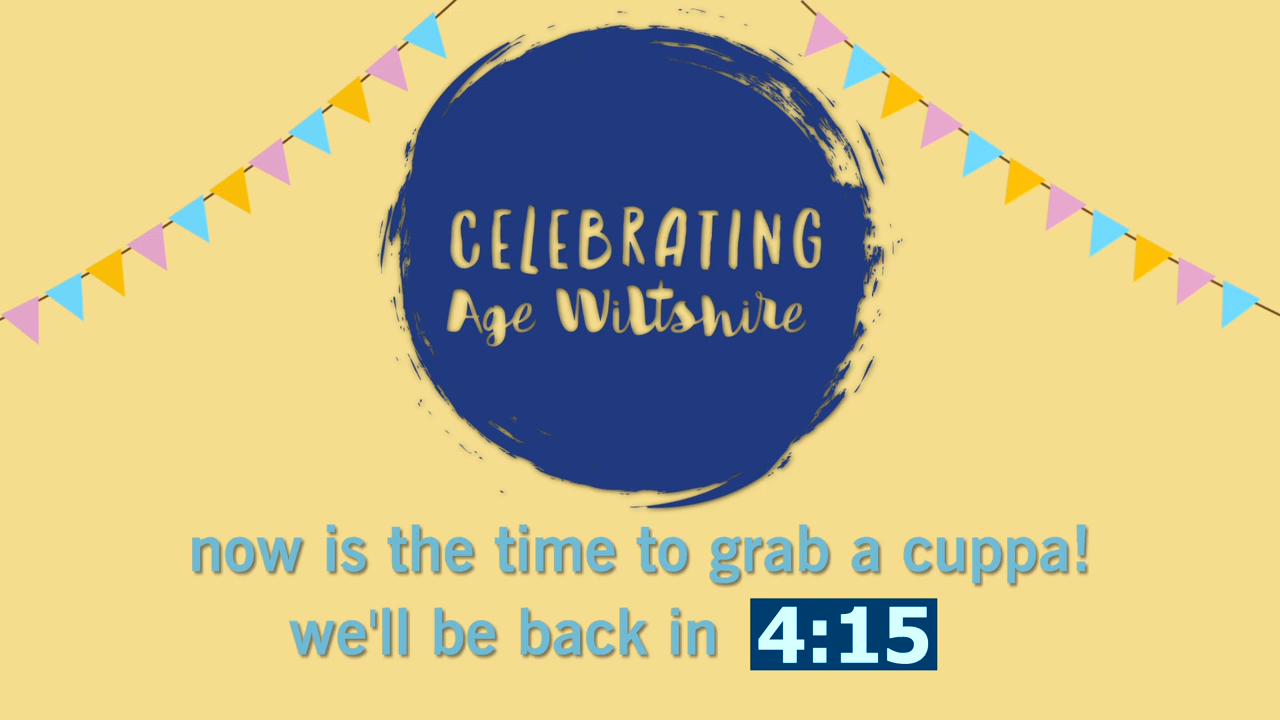 CELEBRATING
Age Wiltshire
now is the time to grab a cuppa!
we'll be back in 4:15